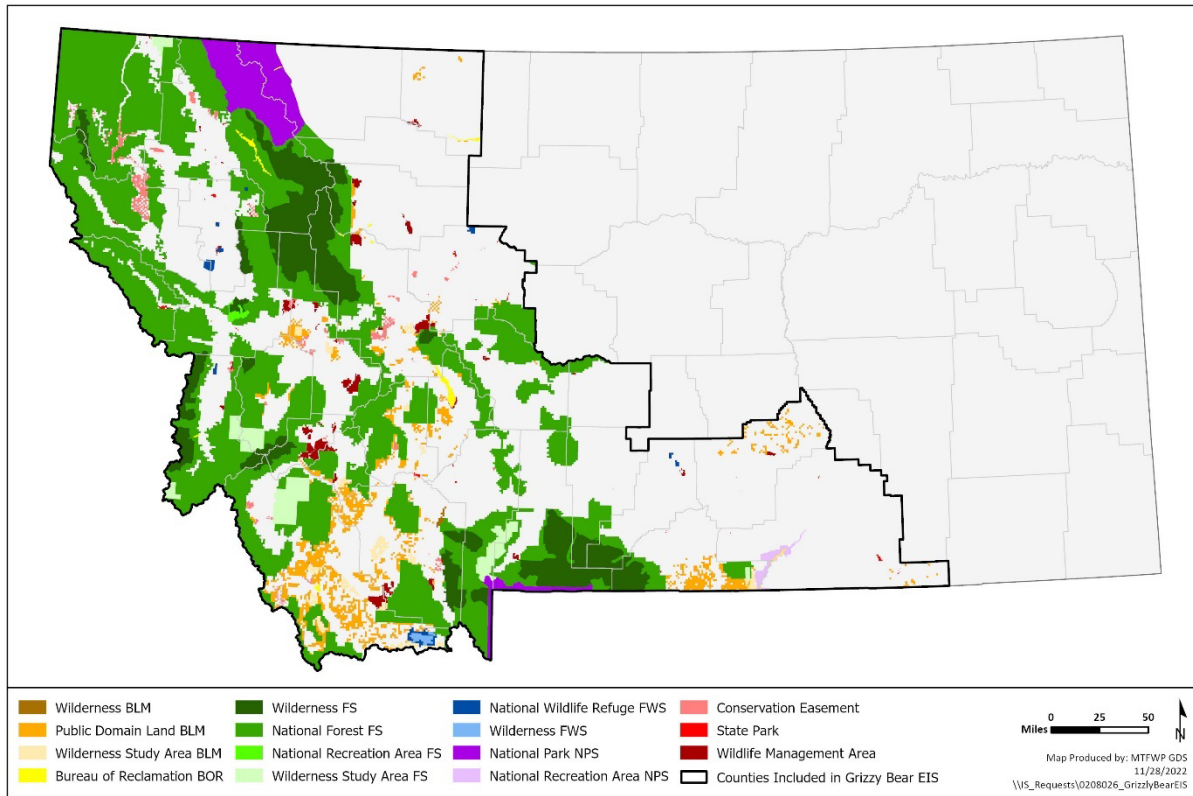 Wilderness BLM
Public Domain Land BLM
Wilderness Study Area BLM
Bureau of Reclamation BOR
Wilderness FS
National Forest FS
National Recreation Area FS
Wilderness Study Area FS
National Wildlife Refuge FWS
Wilderness FWS
National Park NPS
National Recreation Area NPS
Conservation Easement
State Park
Wildlife Management Area
Counties Included in Grizzy Bear EIS
Miles
0 25 50
N
Map Produced by: MTFWP GDS
11/28/2022
\\IS_Requests\0208026_GrizzlyBearEIS